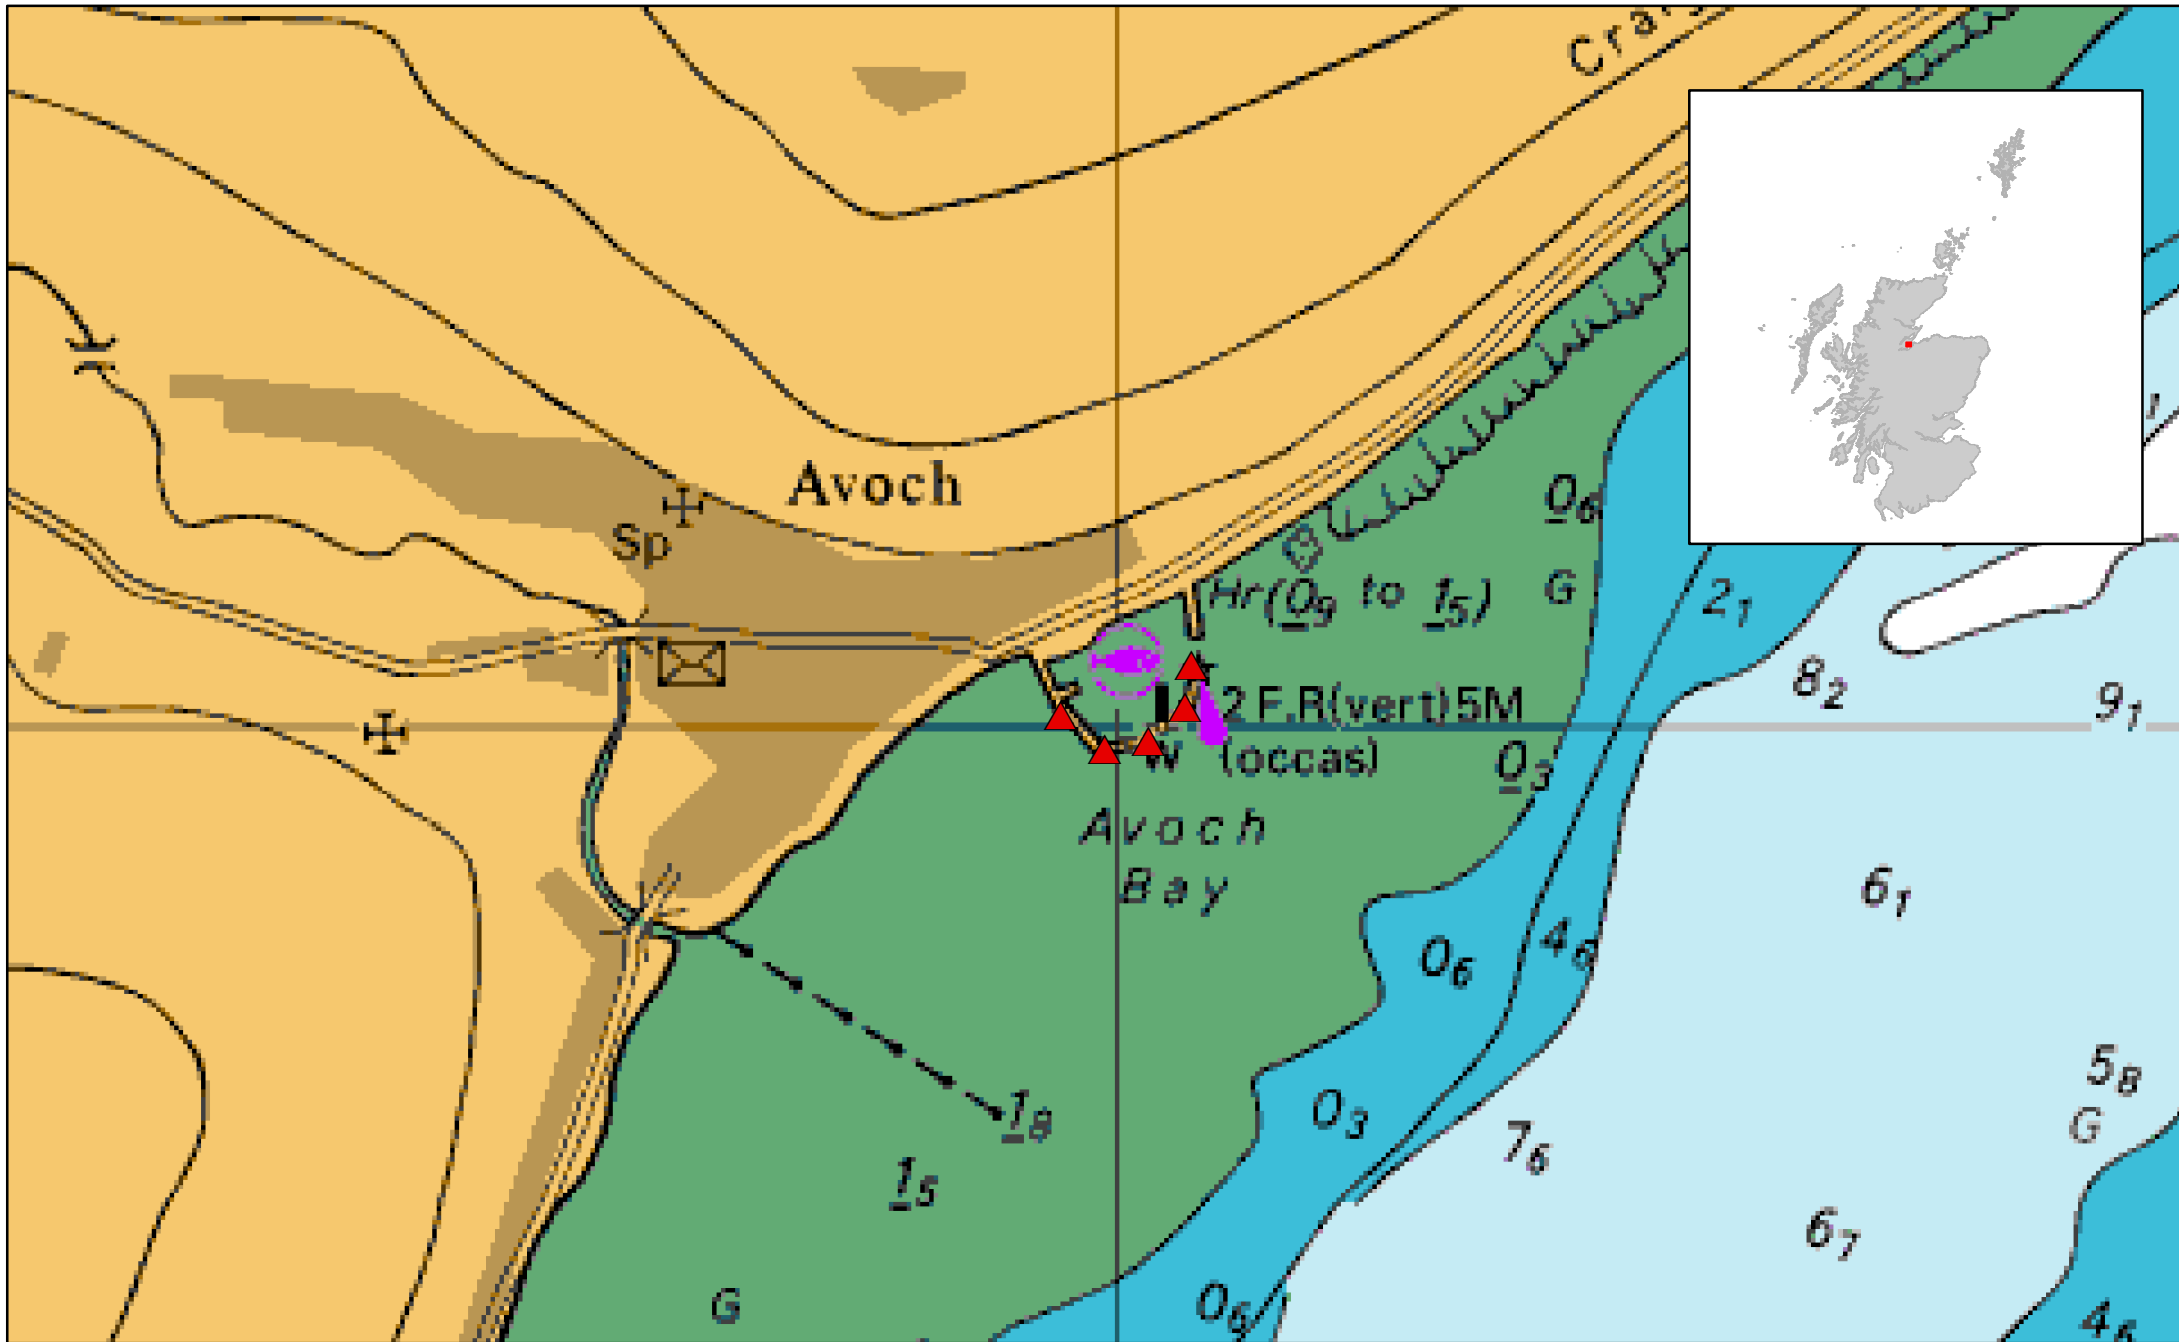 Avoch
Sp
0₆
Hr(0₉ to 1₅)
G
2₁
8₂
9₁
2 F.R(vert)5M
(occas)
W
0₃
Avoch
Bay
6₁
0₆
4₆
5₈
G
1₈
0₃
7₆
1₅
6₇
G
0₆
4₆